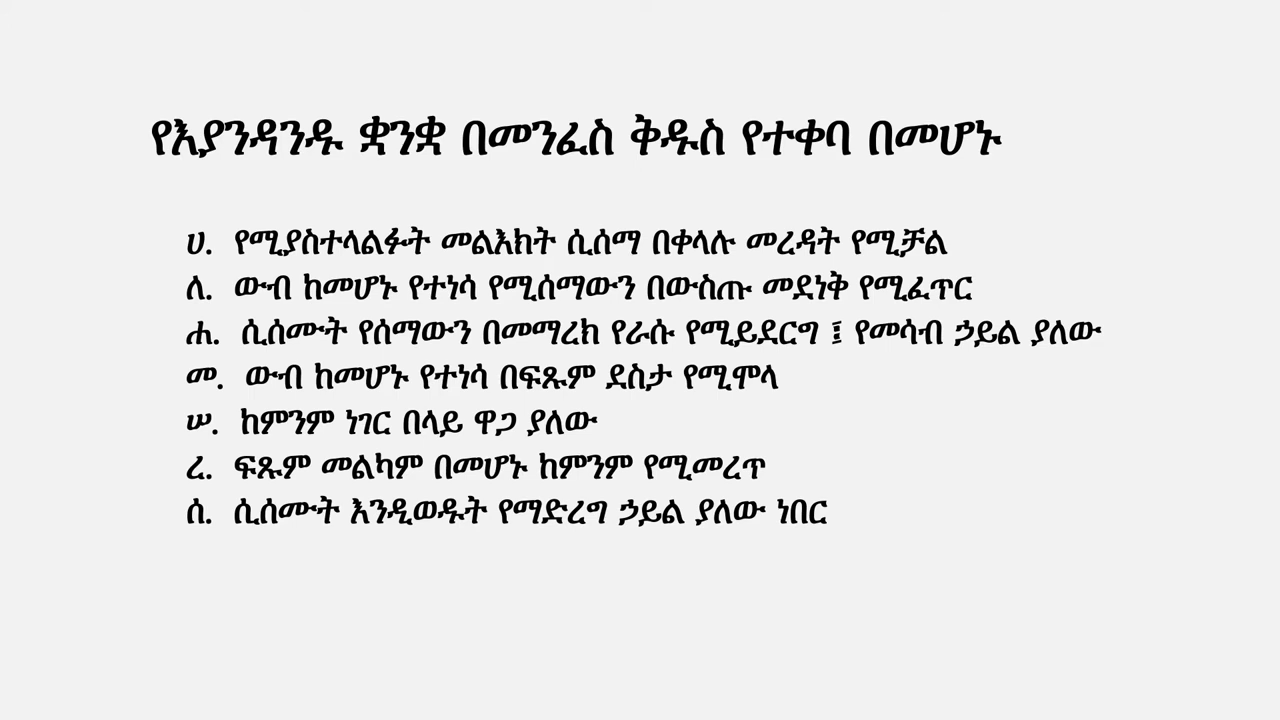 የእያንዳንዱ ቋንቋ በመንፈስ ቅዱስ የተቀባ በመሆኑ
ሀ. የሚያስተላልፉት መልእክት ሲሰማ በቀላሉ መረዳት የሚቻል
ለ. ውብ ከመሆኑ የተነሳ የሚሰማውን በውስጡ መደነቅ የሚፈጥር
ሐ. ሲሰሙት የሰማውን በመማረክ የራሱ የሚይደርግ ፤ የመሳብ ኃይል ያለው
መ. ውብ ከመሆኑ የተነሳ በፍጹም ደስታ የሚሞላ
ሠ. ከምንም ነገር በላይ ዋጋ ያለው
ረ. ፍጹም መልካም በመሆኑ ከምንም የሚመረጥ
ሰ. ሲሰሙት እንዲወዱት የማድረግ ኃይል ያለው ነበር